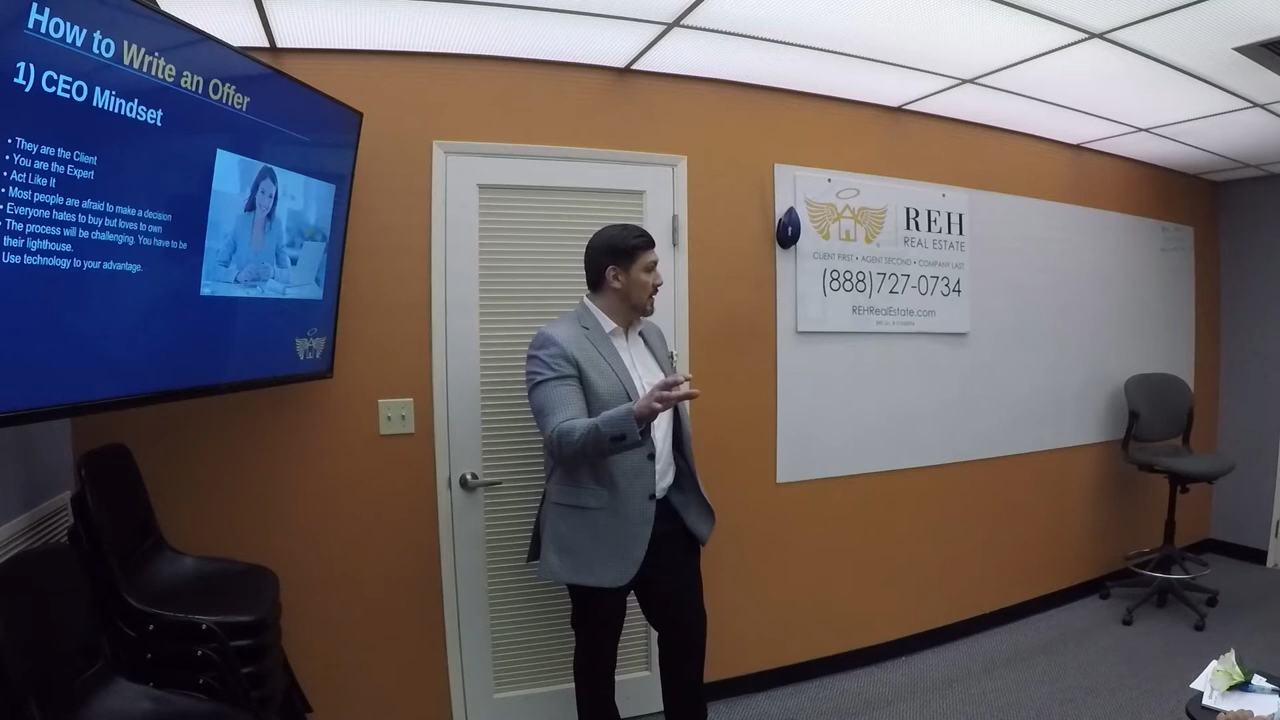 How to Write an Offer
1) CEO Mindset
• They are the Client
• You are the Expert
• Act Like It
• Most people are afraid to make a decision
• Everyone hates to buy but loves to own
• The process will be challenging. You have to be
their lighthouse.
Use technology to your advantage.
REH
REAL ESTATE
CLIENT FIRST • AGENT SECOND • COMPANY LAST
(888)727-0734
REHRealEstate.com